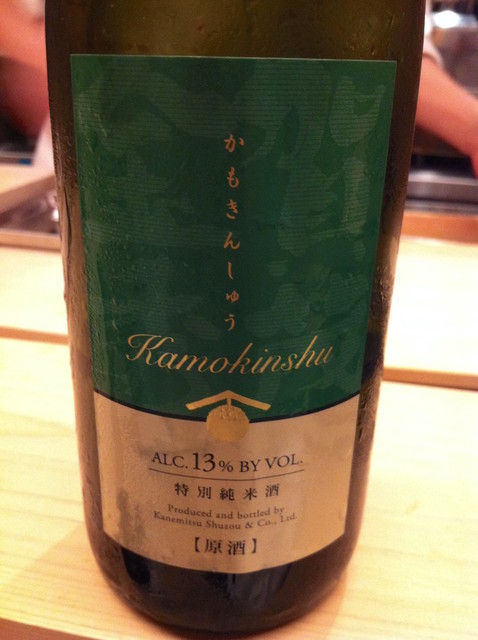 かもきんしゅう
Kamokinshu
ALC. 13% BY VOL.
特別純米酒
Produced and bottled by
Kanemitsu Shuzou & Co., Ltd.
【原酒】